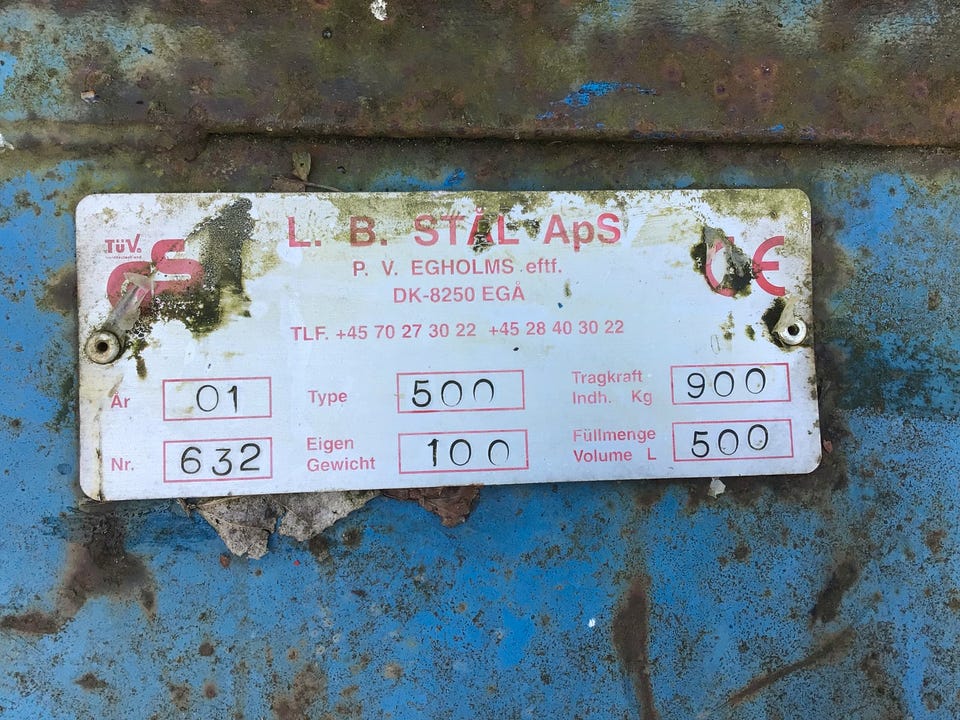 L. B. STÅL ApS
TÜV.
GS
CE
P. V. EGHOLMS eftf.
DK-8250 EGÅ
TLF. +45 70 27 30 22 +45 28 40 30 22
År 01 Type 500 Tragkraft Indh. Kg 900
Nr. 632 Eigen Gewicht 100 Füllmenge Volume L 500